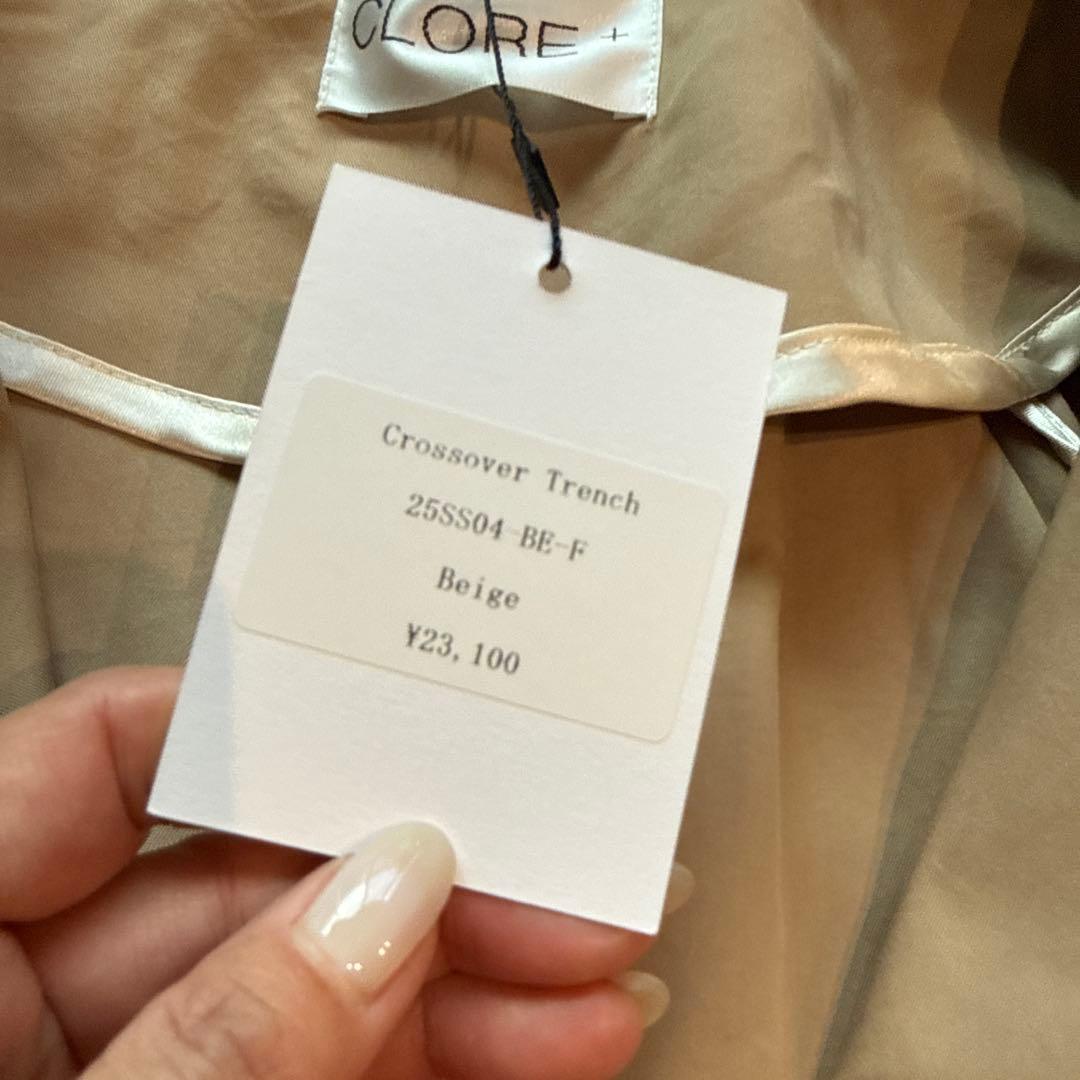 CLORE +
Crossover Trench
25SS04-BE-F
Beige
¥23,100